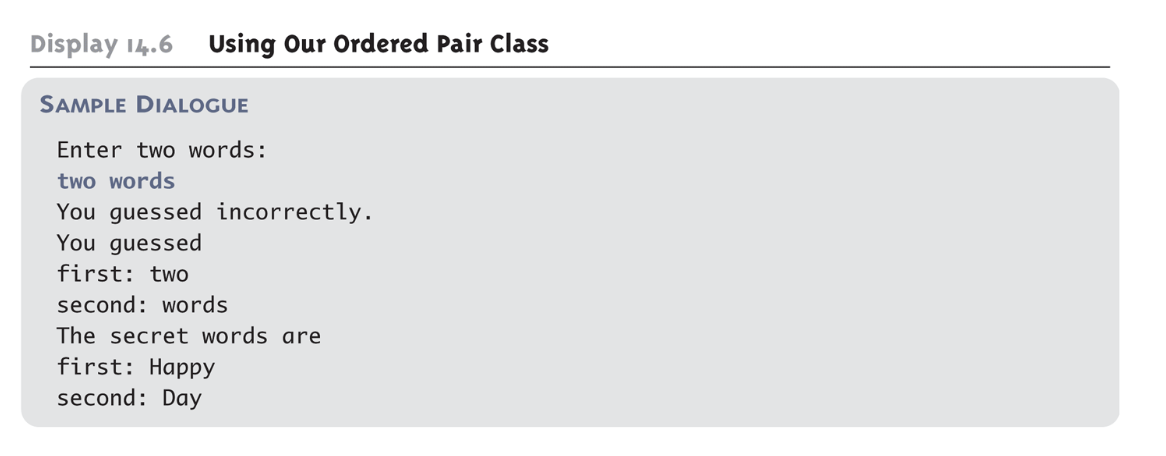 Display 14.6 Using Our Ordered Pair Class
SAMPLE DIALOGUE
Enter two words:
two words
You guessed incorrectly.
You guessed
first: two
second: words
The secret words are
first: Happy
second: Day